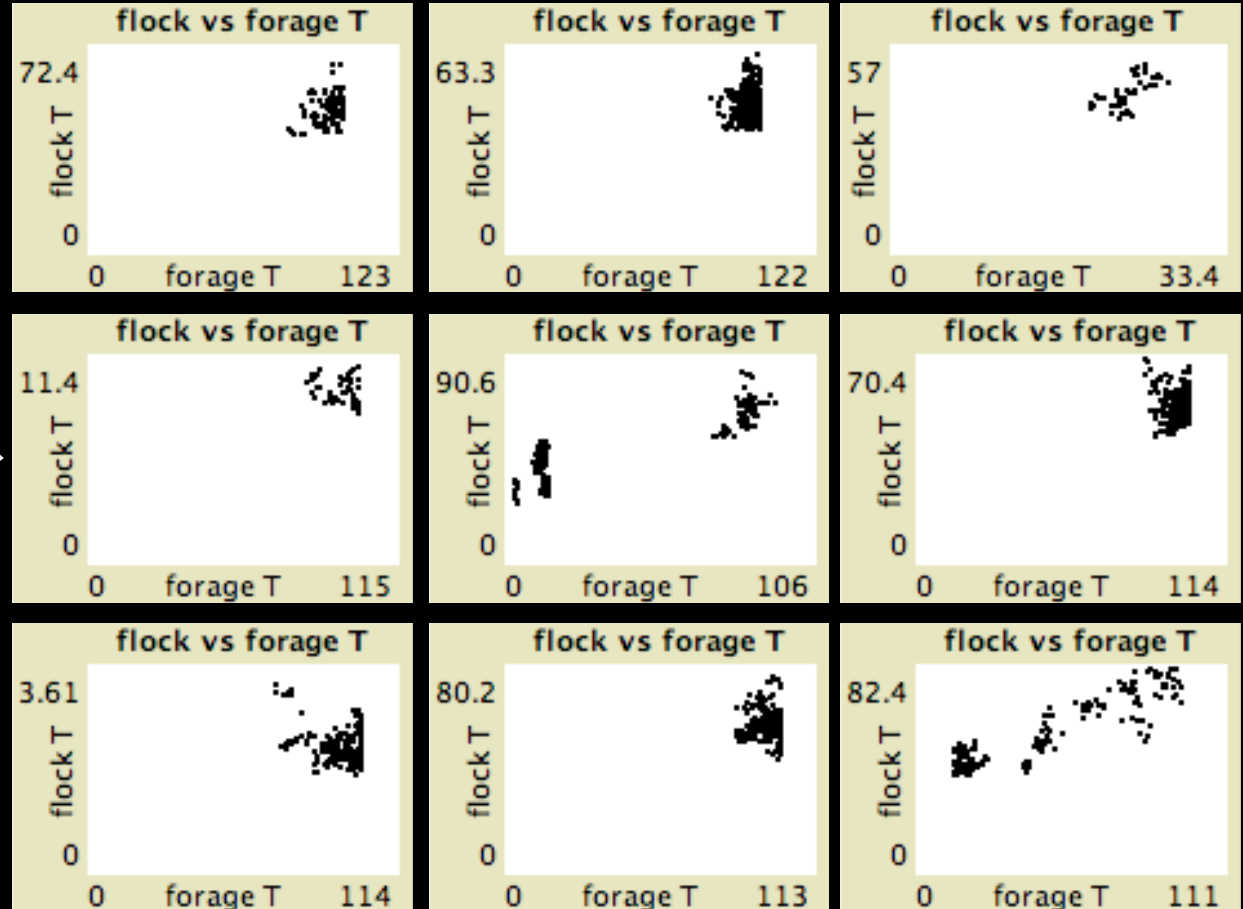 flock vs forage T
72.4
flock T
0
0 forage T 123
flock vs forage T
63.3
flock T
0
0 forage T 122
flock vs forage T
57
flock T
0
0 forage T 33.4
flock vs forage T
11.4
flock T
0
0 forage T 115
flock vs forage T
90.6
flock T
0
0 forage T 106
flock vs forage T
70.4
flock T
0
0 forage T 114
flock vs forage T
3.61
flock T
0
0 forage T 114
flock vs forage T
80.2
flock T
0
0 forage T 113
flock vs forage T
82.4
flock T
0
0 forage T 111